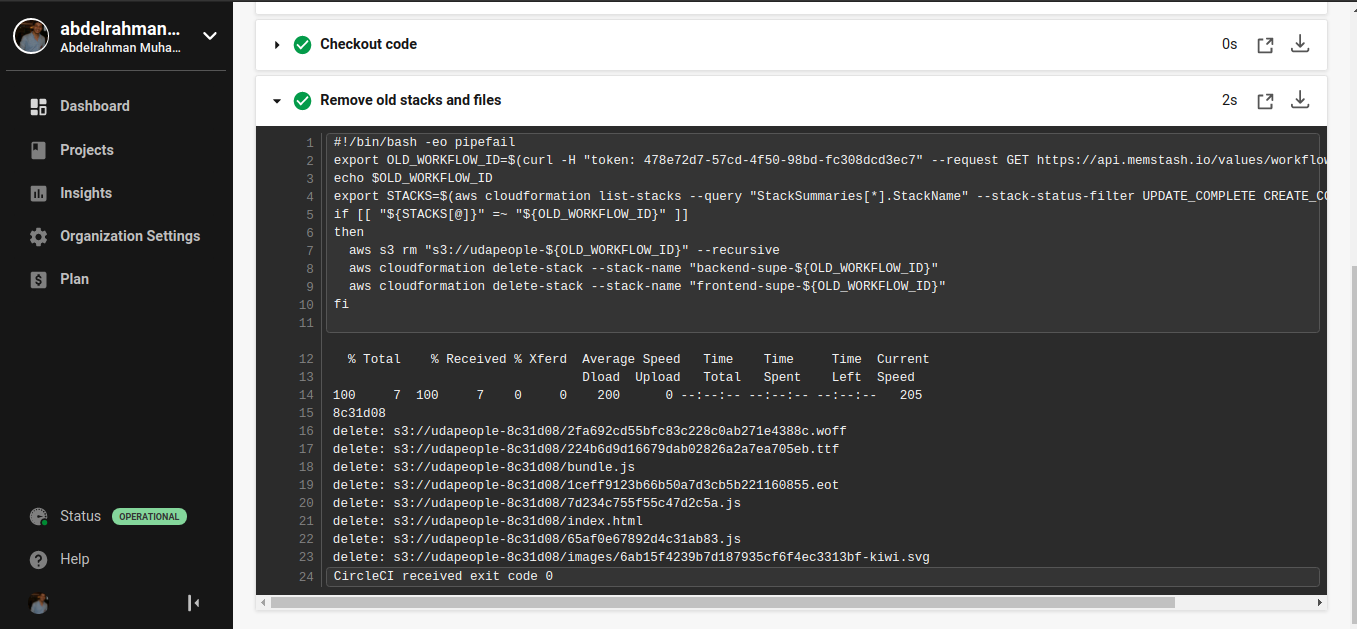 abdelrahman...
Abdelrahman Muha...
Dashboard
Projects
Insights
Organization Settings
Plan
Status OPERATIONAL
Help
Checkout code 0s
Remove old stacks and files 2s
1 #!/bin/bash -eo pipefail
2 export OLD_WORKFLOW_ID=$(curl -H "token: 478e72d7-57cd-4f50-98bd-fc308dcd3ec7" --request GET https://api.memstash.io/values/workflow
3 echo $OLD_WORKFLOW_ID
4 export STACKS=$(aws cloudformation list-stacks --query "StackSummaries[*].StackName" --stack-status-filter UPDATE_COMPLETE CREATE_CO
5 if [[ "${STACKS[@]}" =~ "${OLD_WORKFLOW_ID}" ]]
6 then
7   aws s3 rm "s3://udapeople-${OLD_WORKFLOW_ID}" --recursive
8   aws cloudformation delete-stack --stack-name "backend-supe-${OLD_WORKFLOW_ID}"
9   aws cloudformation delete-stack --stack-name "frontend-supe-${OLD_WORKFLOW_ID}"
10 fi
11
12   % Total    % Received % Xferd  Average Speed   Time    Time     Time  Current
13                                  Dload  Upload   Total   Spent    Left  Speed
14 100     7  100     7    0     0    200      0 --:--:-- --:--:-- --:--:--   205
15 8c31d08
16 delete: s3://udapeople-8c31d08/2fa692cd55bfc83c228c0ab271e4388c.woff
17 delete: s3://udapeople-8c31d08/224b6d9d16679dab02826a2a7ea705eb.ttf
18 delete: s3://udapeople-8c31d08/bundle.js
19 delete: s3://udapeople-8c31d08/1ceff9123b66b50a7d3cb5b221160855.eot
20 delete: s3://udapeople-8c31d08/7d234c755f55c47d2c5a.js
21 delete: s3://udapeople-8c31d08/index.html
22 delete: s3://udapeople-8c31d08/65af0e67892d4c31ab83.js
23 delete: s3://udapeople-8c31d08/images/6ab15f4239b7d187935cf6f4ec3313bf-kiwi.svg
24 CircleCI received exit code 0